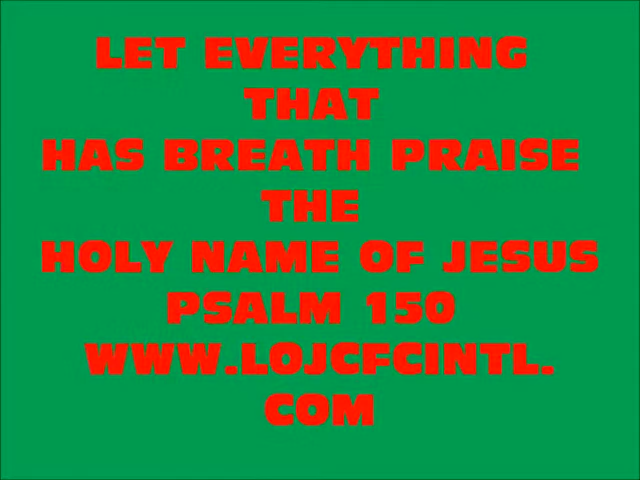 LET EVERYTHING
THAT
HAS BREATH PRAISE
THE
HOLY NAME OF JESUS
PSALM 150
WWW.LOJCFCINTL.
COM